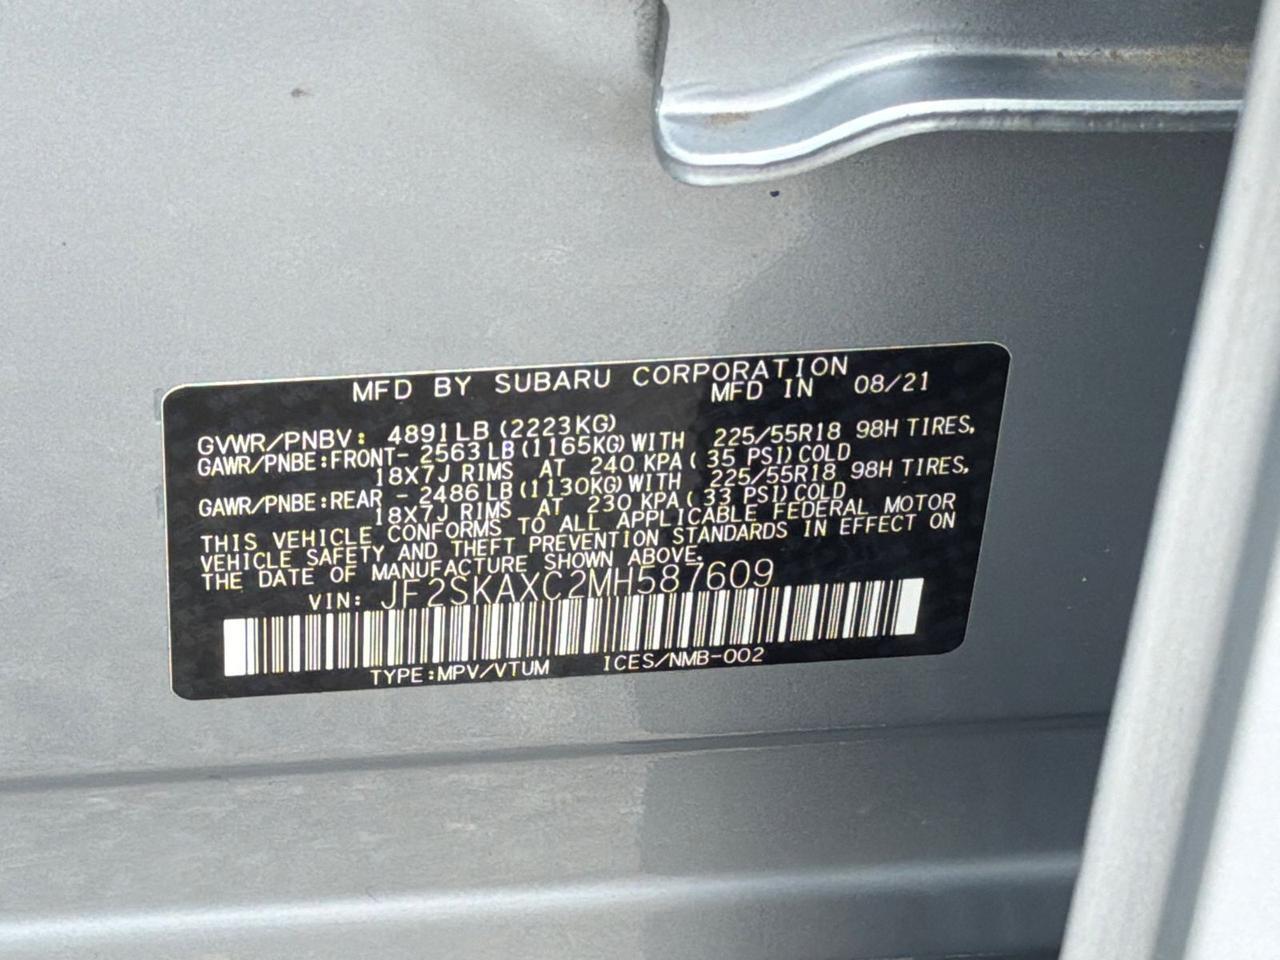 MFD BY SUBARU CORPORATION
MFD IN 08/21
GVWR/PNBV: 4891LB (2223KG)
GAWR/PNBE:FRONT- 2563 LB (1165KG) WITH 225/55R18 98H TIRES,
18X7J RIMS AT 240 KPA ( 35 PSI) COLD
GAWR/PNBE:REAR - 2486 LB (1130KG) WITH 225/55R18 98H TIRES,
18X7J RIMS AT 230 KPA ( 33 PSI) COLD
THIS VEHICLE CONFORMS TO ALL APPLICABLE FEDERAL MOTOR
VEHICLE SAFETY AND THEFT PREVENTION STANDARDS IN EFFECT ON
THE DATE OF MANUFACTURE SHOWN ABOVE.
VIN: JF2SKAXC2MH587609
TYPE:MPV/VTUM ICES/NMB-002